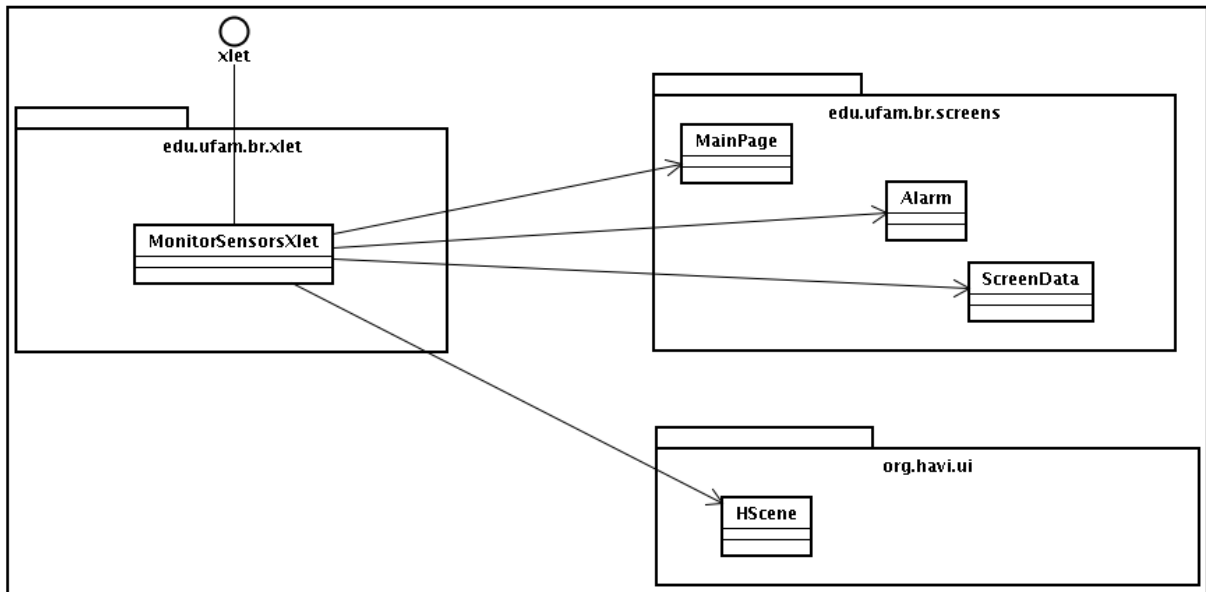 xlet
edu.ufam.br.xlet
MonitorSensorsXlet
edu.ufam.br.screens
MainPage
Alarm
ScreenData
org.havi.ui
HScene